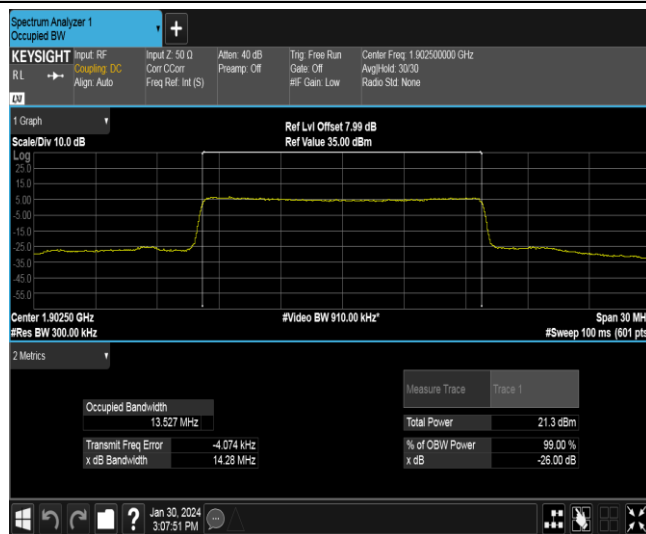 Spectrum Analyzer 1
Occupied BW
+
KEYSIGHT Input: RF Input Z: 50 Ω Atten: 40 dB Trig: Free Run Center Freq: 1.902500000 GHz
RL Coupling: DC Corr CCorr Preamp: Off Gate: Off Avg|Hold: 30/30
Align: Auto Freq Ref: Int (S) #IF Gain: Low Radio Std: None
LXI
1 Graph
Ref Lvl Offset 7.99 dB
Scale/Div 10.0 dB Ref Value 35.00 dBm
Log
25.0
15.0
5.00
-5.00
-15.0
-25.0
-35.0
-45.0
-55.0
Center 1.90250 GHz #Video BW 910.00 kHz* Span 30 MH
#Res BW 300.00 kHz #Sweep 100 ms (601 pts
2 Metrics
Measure Trace Trace 1
Occupied Bandwidth
13.527 MHz Total Power 21.3 dBm
Transmit Freq Error -4.074 kHz % of OBW Power 99.00 %
x dB Bandwidth 14.28 MHz x dB -26.00 dB
? Jan 30, 2024
3:07:51 PM